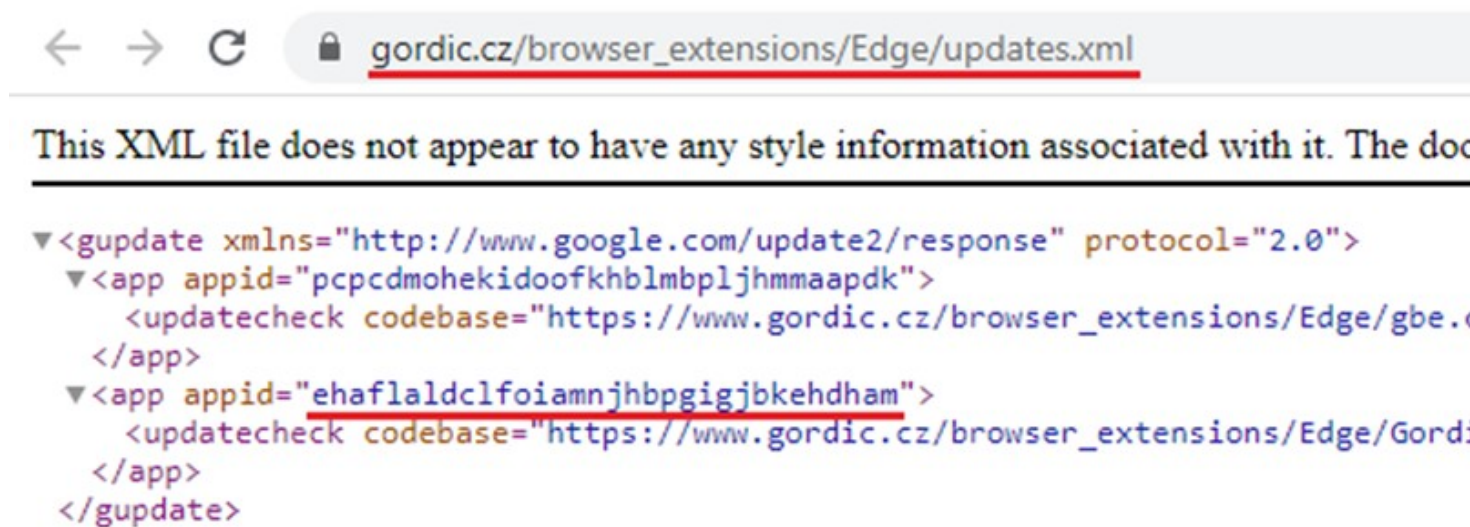 gordic.cz/browser_extensions/Edge/updates.xml
This XML file does not appear to have any style information associated with it. The doc
▼<gupdate xmlns="http://www.google.com/update2/response" protocol="2.0">
▼<app appid="pcpcdmohekidoofkhblmbpljhmmaapdk">
<updatecheck codebase="https://www.gordic.cz/browser_extensions/Edge/gbe.
</app>
▼<app appid="ehaflaldclfoiamnjhbpgigjbkehdham">
<updatecheck codebase="https://www.gordic.cz/browser_extensions/Edge/Gordi
</app>
</gupdate>